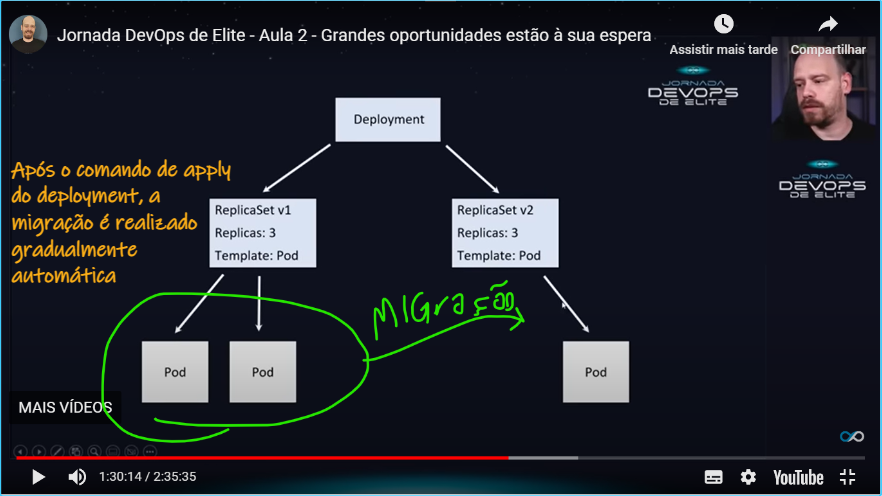 Jornada DevOps de Elite - Aula 2 - Grandes oportunidades estão à sua espera
Assistir mais tarde
Compartilhar
JORNADA
DEVOPS
DE ELITE
JORNADA
DEVOPS
DE ELITE
Deployment
Após o comando de apply
do deployment, a
migração é realizado
gradualmente
automática
ReplicaSet v1
Replicas: 3
Template: Pod
ReplicaSet v2
Replicas: 3
Template: Pod
MIGração
Pod
Pod
Pod
MAIS VÍDEOS
1:30:14 / 2:35:35
YouTube